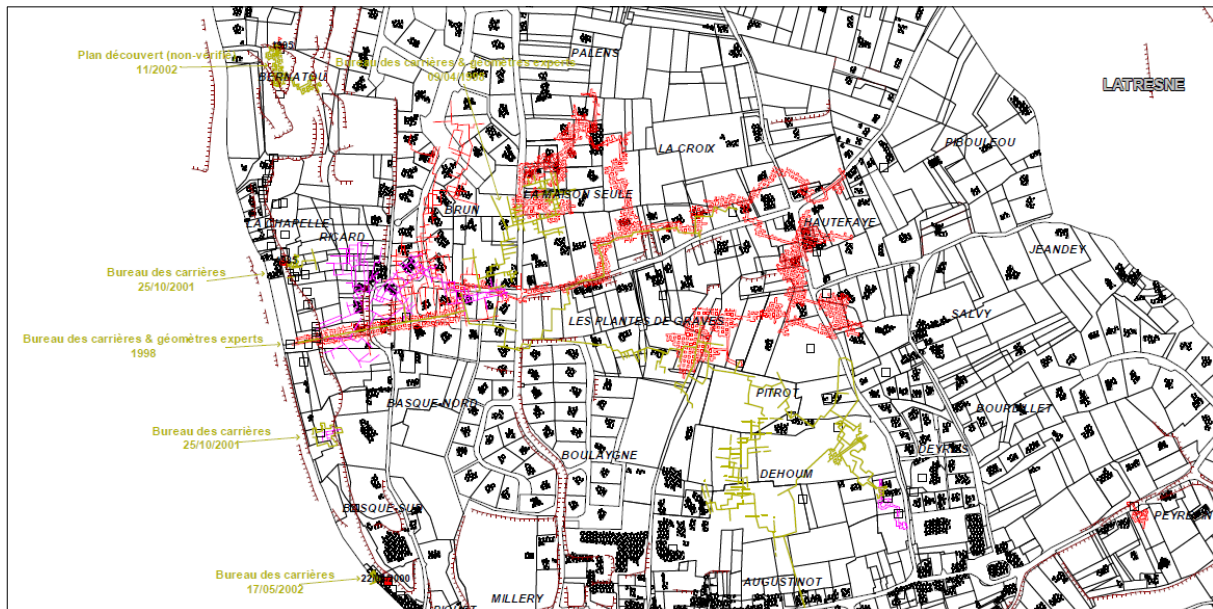 1995
Plan découvert (non-vérifié)
11/2002
BERNATOU
PALENS
Bureau des carrières & géomètres experts
LATRESNE
LA CROIX
PIBOULEOU
LA MAISON SEULE
BRUN
LA CHAPELLE
RICARD
HAUTEFAYE
JEANDEY
Bureau des carrières
25/10/2001
SALVY
LES PLANTES DE GRAVES
Bureau des carrières & géomètres experts
1998
PITROT
BASQUE-NORD
BOURDILLET
Bureau des carrières
25/10/2001
BOULAYGNE
DEYRES
DEHOUM
BASQUE-SUD
Bureau des carrières
17/05/2002
AUGUSTINOT
MILLERY